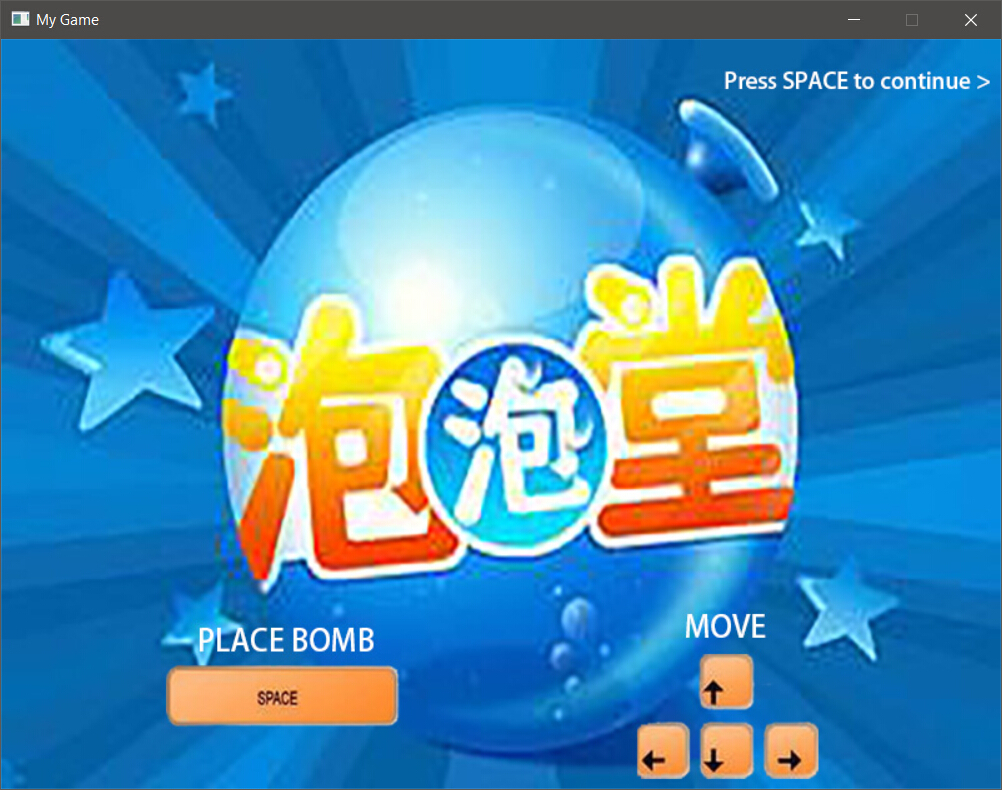 My Game
Press SPACE to continue >
泡泡堂
PLACE BOMB
MOVE
SPACE
↑
← ↓ →